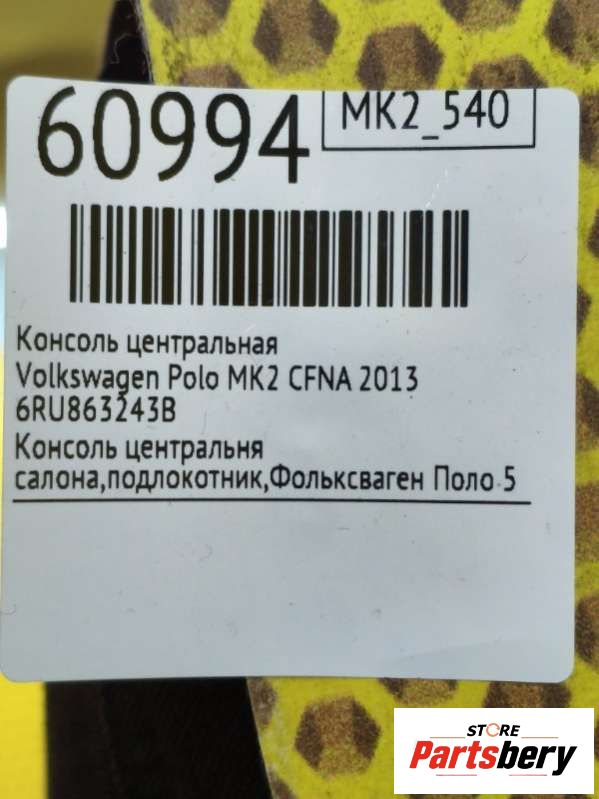 60994
MK2_540
Консоль центральная
Volkswagen Polo MK2 CFNA 2013
6RU863243B
Консоль центральня
салона,подлокотник,Фольксваген Поло 5
STORE
Partsbery